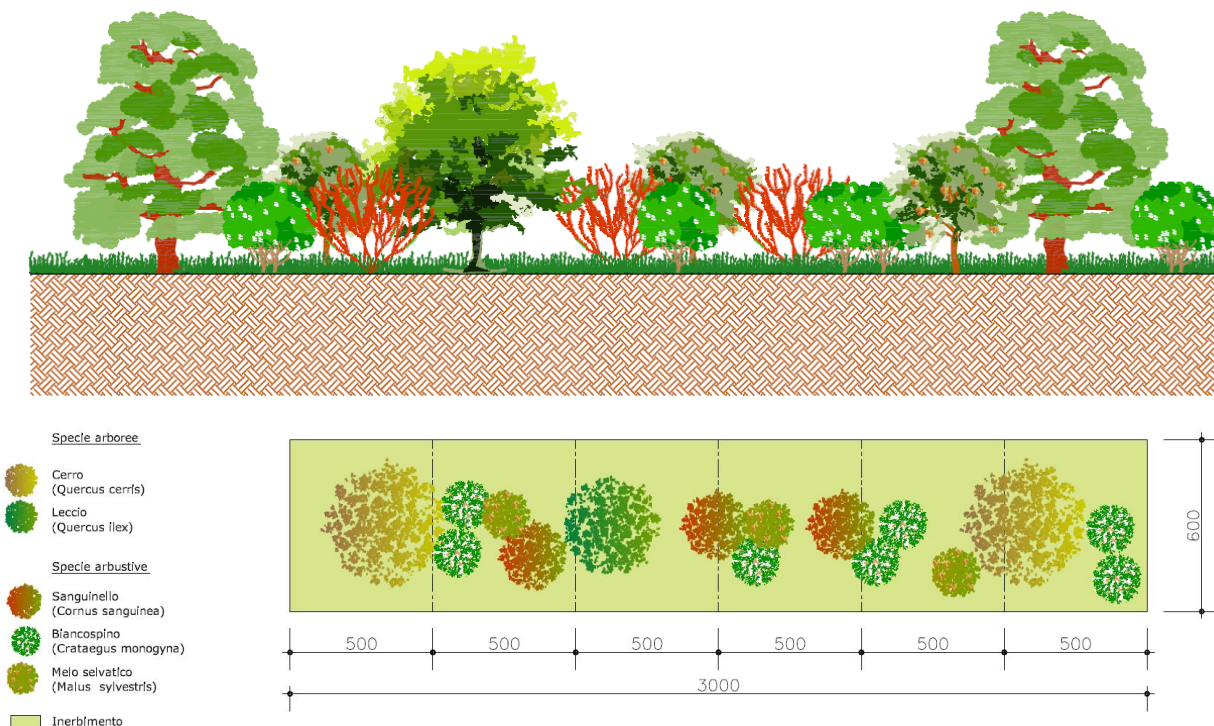 Specie arboree
Cerro
(Quercus cerris)
Leccio
(Quercus ilex)
Specie arbustive
Sanguinello
(Cornus sanguinea)
Biancospino
(Crataegus monogyna)
Melo selvatico
(Malus sylvestris)
Inerbimento
600
500 500 500 500 500 500
3000